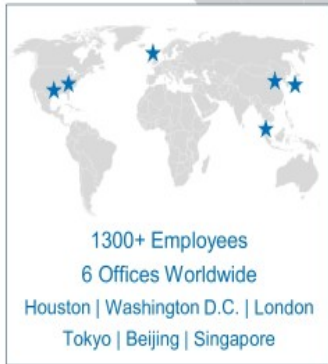 1300+ Employees
6 Offices Worldwide
Houston | Washington D.C. | London
Tokyo | Beijing | Singapore